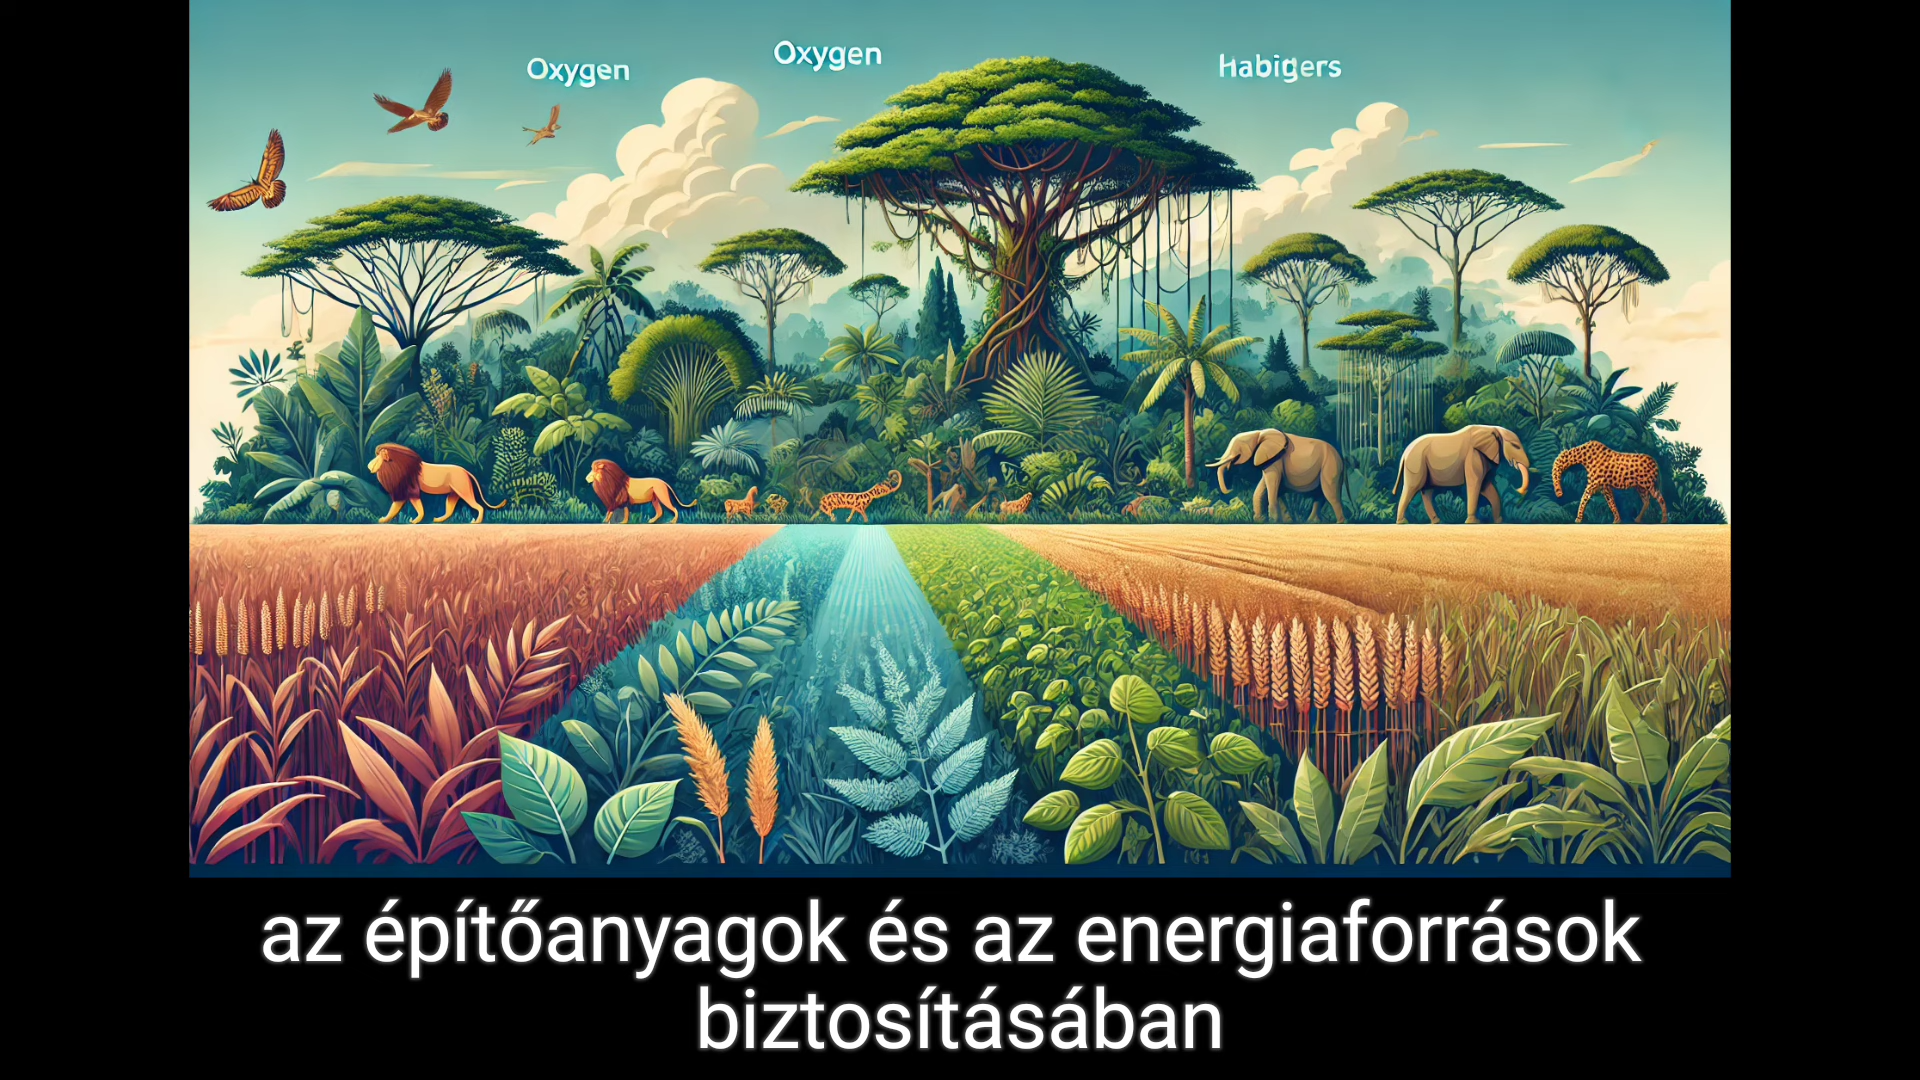 Oxygen
Oxygen
Habigers
az építőanyagok és az energiaforrások
biztosításában